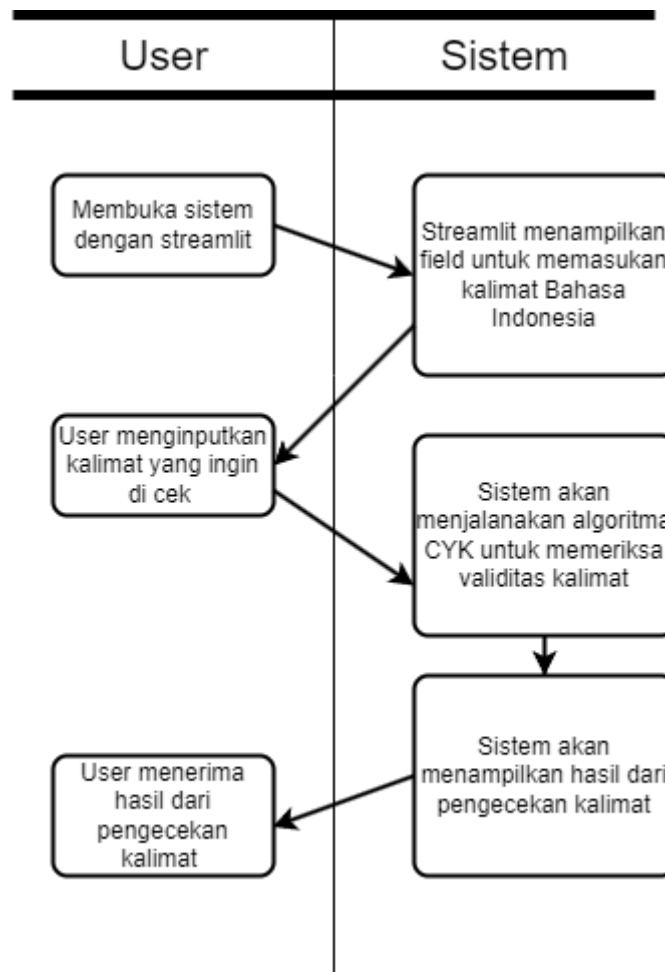 User
Sistem
Membuka sistem
dengan streamlit
Streamlit menampilkan
field untuk memasukan
kalimat Bahasa
Indonesia
User menginputkan
kalimat yang ingin
di cek
Sistem akan
menjalanakan algoritma
CYK untuk memeriksa
validitas kalimat
Sistem akan
menampilkan hasil dari
pengecekan kalimat
User menerima
hasil dari
pengecekan
kalimat